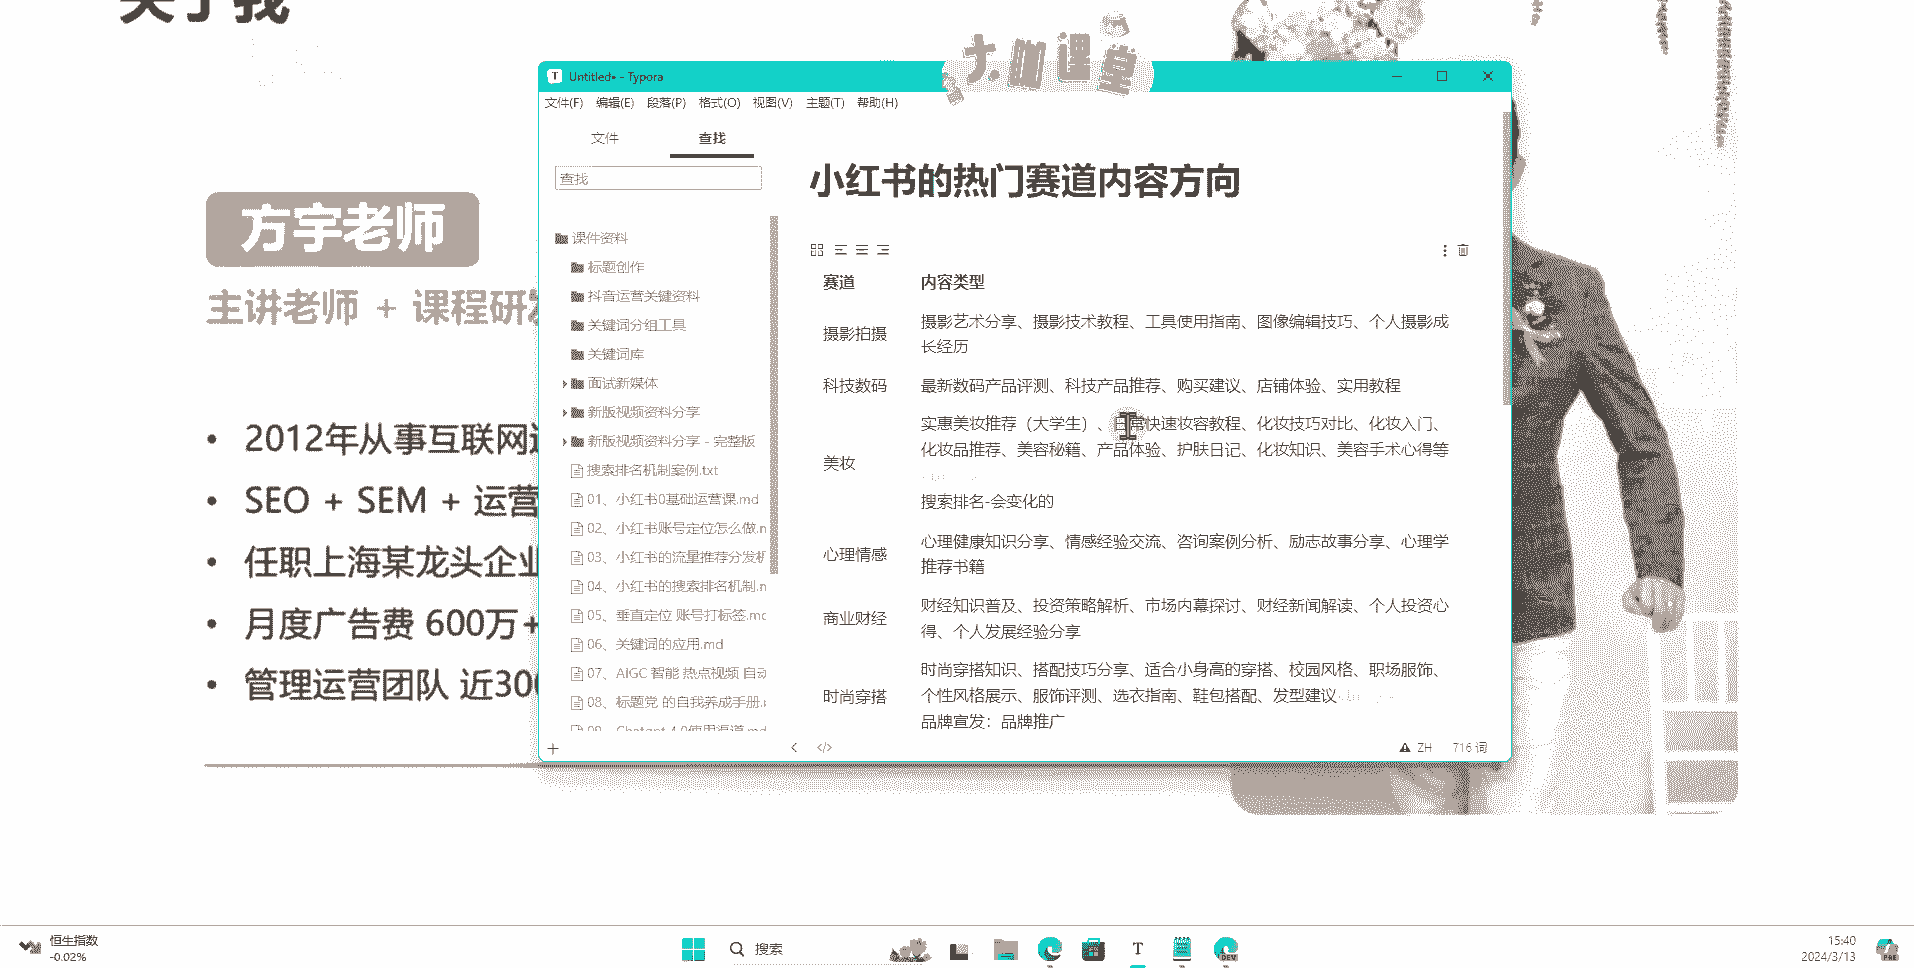 关于我
大咖课堂
方宇老师
主讲老师 + 课程研发
2012年从事互联网运
SEO + SEM + 运营
任职上海某龙头企业
月度广告费 600万+
管理运营团队 近300
Untitled• - Typora
文件(F) 编辑(E) 段落(P) 格式(O) 视图(V) 主题(T) 帮助(H)
文件 查找
查找
课件资料
标题创作
抖音运营关键资料
关键词分组工具
关键词库
面试新媒体
新版视频资料分享
新版视频资料分享 - 完整版
搜索排名机制案例.txt
01、小红书0基础运营课.md
02、小红书账号定位怎么做.n
03、小红书的流量推荐分发机
04、小红书的搜索排名机制.n
05、垂直定位 账号打标签.mc
06、关键词的应用.md
07、AIGC 智能 热点视频 自动
08、标题党 的自我养成手册.
09、Chatgpt 4.0使用渠道.md
小红书的热门赛道内容方向
赛道 内容类型
摄影拍摄 摄影艺术分享、摄影技术教程、工具使用指南、图像编辑技巧、个人摄影成
长经历
科技数码 最新数码产品评测、科技产品推荐、购买建议、店铺体验、实用教程
美妆 实惠美妆推荐（大学生）、日常快速妆容教程、化妆技巧对比、化妆入门、
化妆品推荐、美容秘籍、产品体验、护肤日记、化妆知识、美容手术心得等
搜索排名-会变化的
心理情感 心理健康知识分享、情感经验交流、咨询案例分析、励志故事分享、心理学
推荐书籍
商业财经 财经知识普及、投资策略解析、市场内幕探讨、财经新闻解读、个人投资心
得、个人发展经验分享
时尚穿搭 时尚穿搭知识、搭配技巧分享、适合小身高的穿搭、校园风格、职场服饰、
个性风格展示、服饰评测、选衣指南、鞋包搭配、发型建议
品牌宣发：品牌推广
ZH 716 词
恒生指数
-0.02%
搜索
DEV
15:40
2024/3/13
PRE